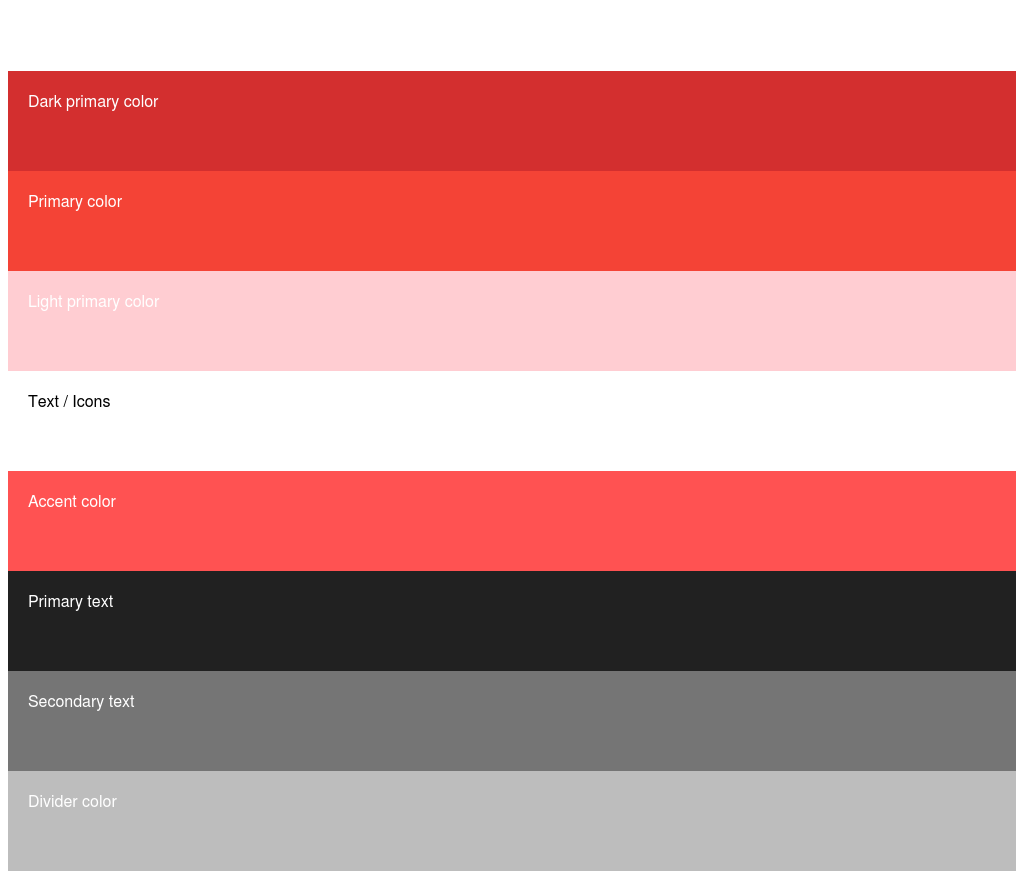 Dark primary color
Primary color
Light primary color
Text / Icons
Accent color
Primary text
Secondary text
Divider color